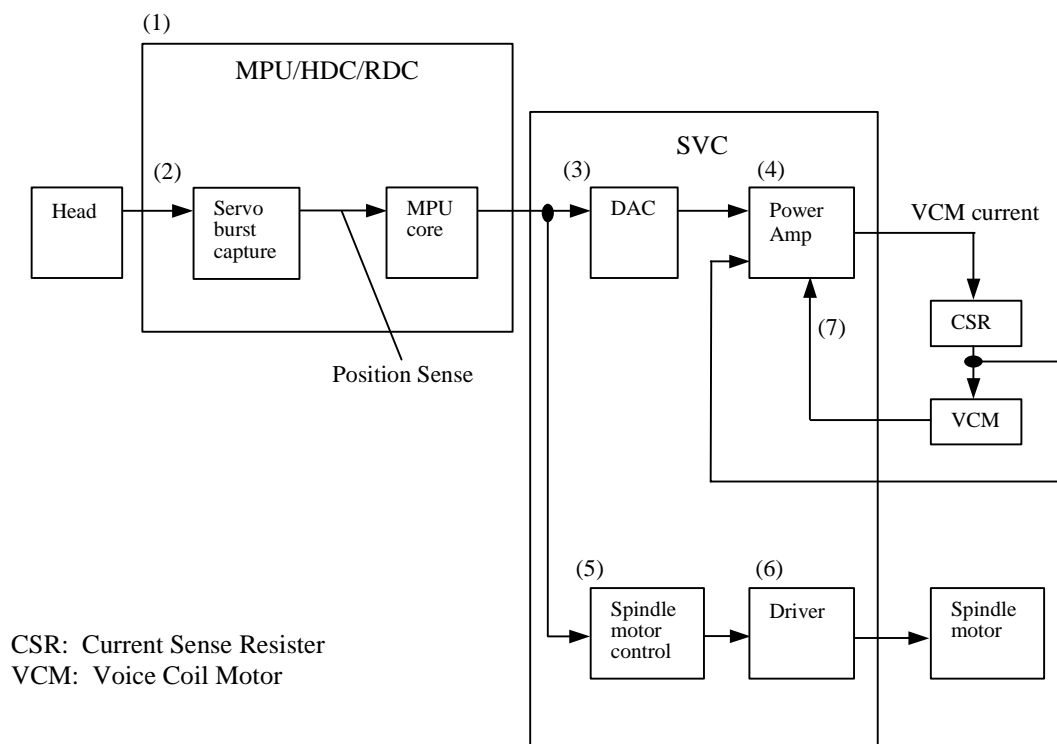 (1)
MPU/HDC/RDC
SVC
(2)
(3)
(4)
Head
Servo
burst
capture
MPU
core
DAC
Power
Amp
VCM current
CSR
(7)
Position Sense
VCM
(5)
(6)
Spindle
motor
control
Driver
Spindle
motor
CSR: Current Sense Resister
VCM: Voice Coil Motor